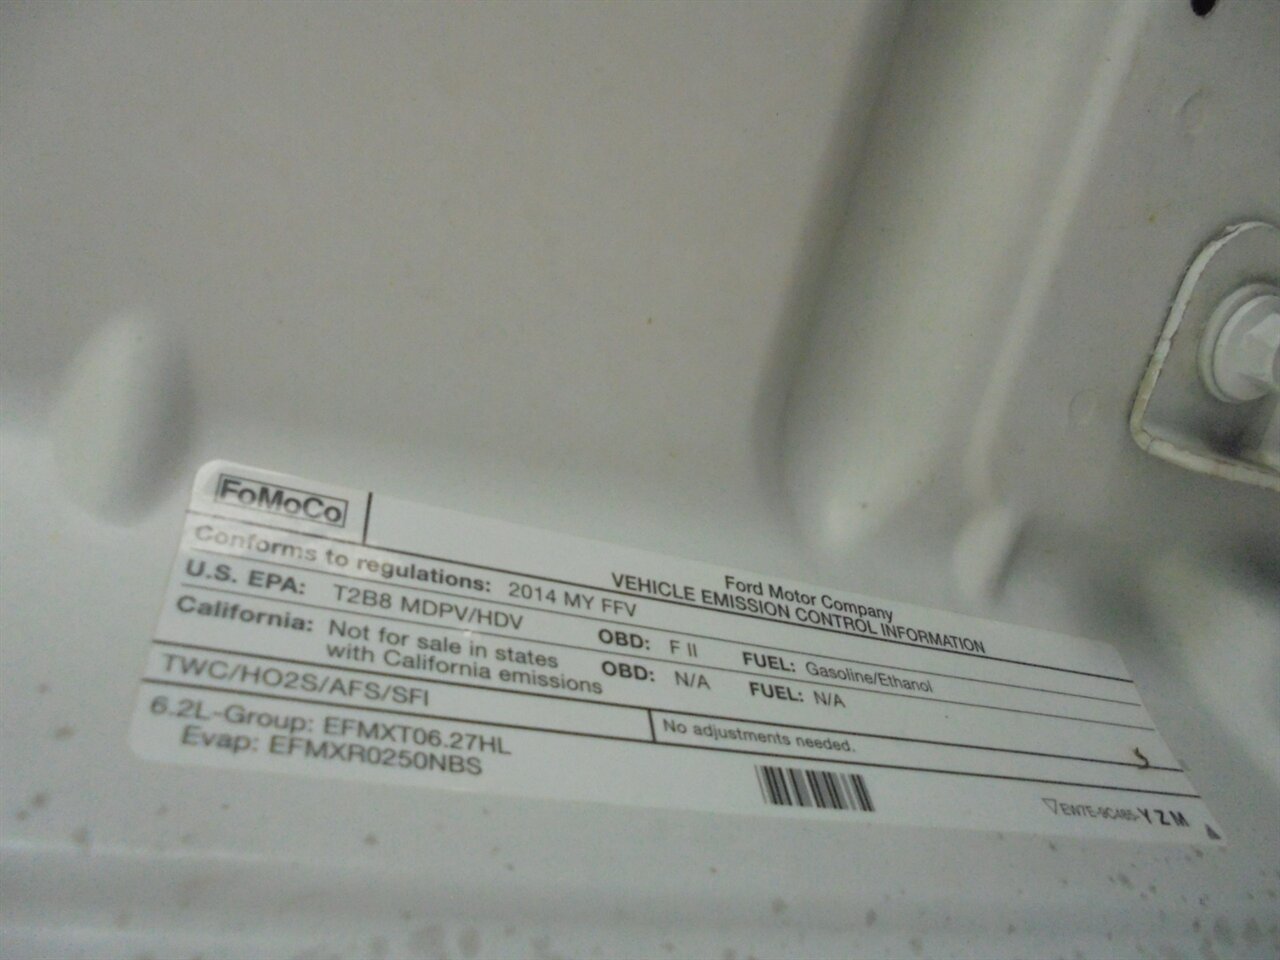 FoMoCo
Ford Motor Company
VEHICLE EMISSION CONTROL INFORMATION
Conforms to regulations: 2014 MY FFV
U.S. EPA: T2B8 MDPV/HDV OBD: F II FUEL: Gasoline/Ethanol
California: Not for sale in states with California emissions OBD: N/A FUEL: N/A
TWC/HO2S/AFS/SFI
No adjustments needed.
6.2L-Group: EFMXT06.27HL
Evap: EFMXR0250NBS
EW7E-9C485-YZM